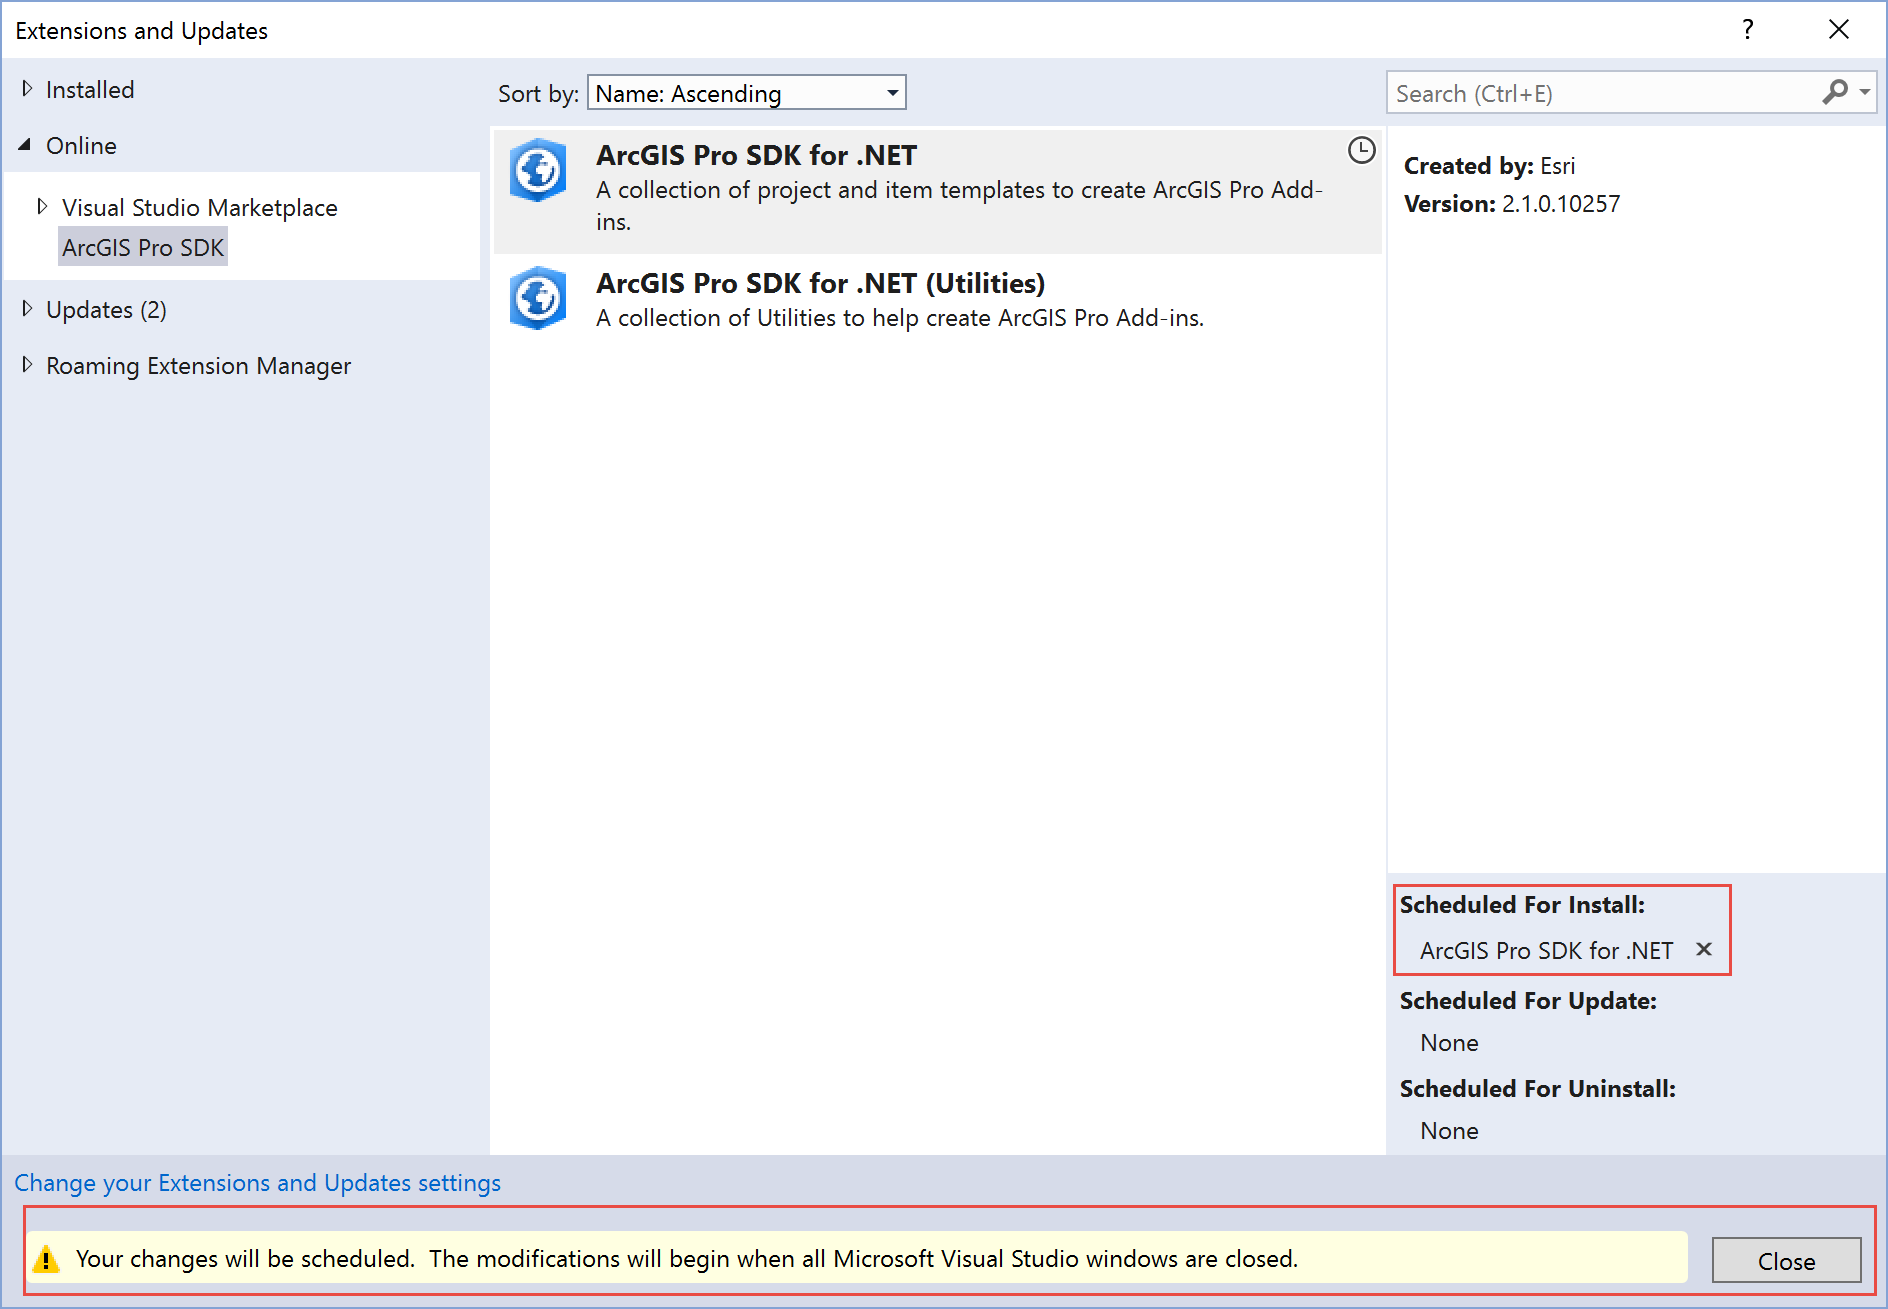 Extensions and Updates
?
Installed
Online
Visual Studio Marketplace
ArcGIS Pro SDK
Updates (2)
Roaming Extension Manager
Sort by: Name: Ascending
ArcGIS Pro SDK for .NET
A collection of project and item templates to create ArcGIS Pro Add-
ins.
ArcGIS Pro SDK for .NET (Utilities)
A collection of Utilities to help create ArcGIS Pro Add-ins.
Search (Ctrl+E)
Created by: Esri
Version: 2.1.0.10257
Scheduled For Install:
ArcGIS Pro SDK for .NET
Scheduled For Update:
None
Scheduled For Uninstall:
None
Change your Extensions and Updates settings
Your changes will be scheduled.  The modifications will begin when all Microsoft Visual Studio windows are closed.
Close